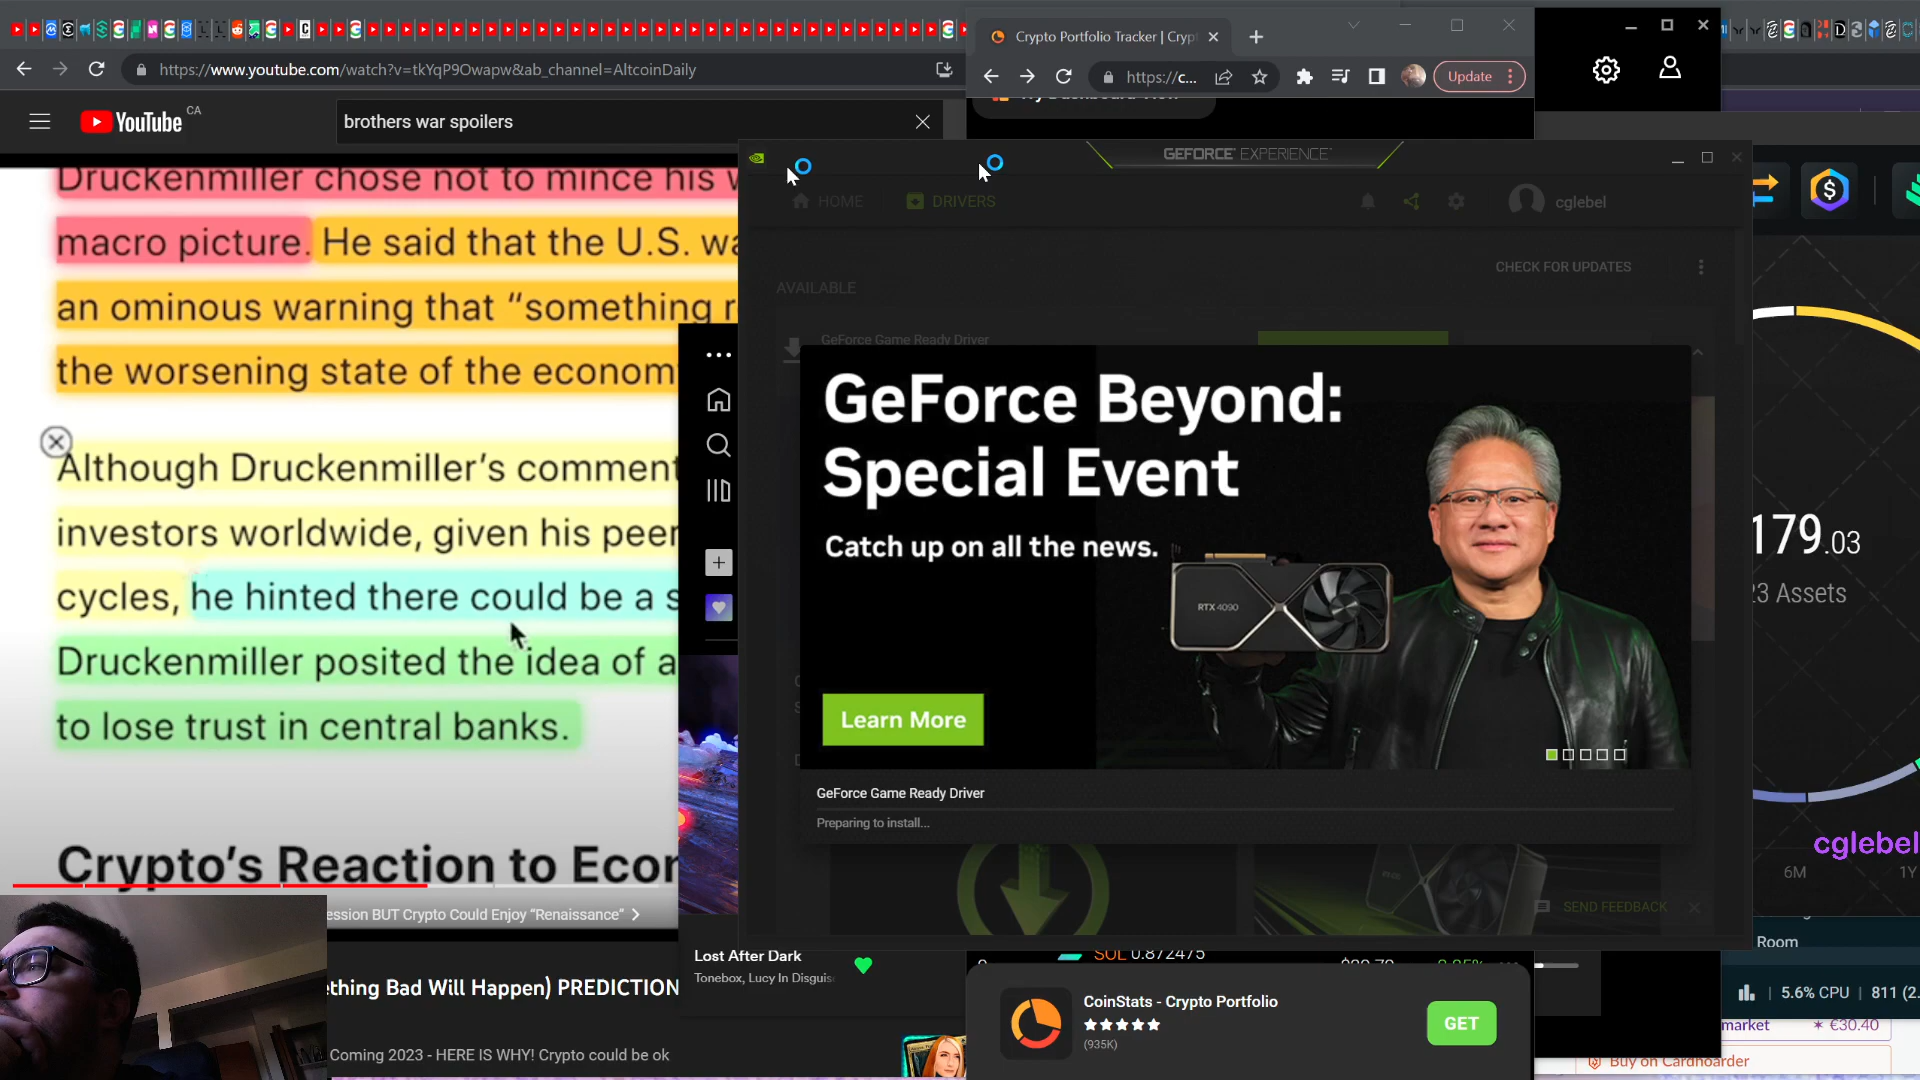 Crypto Portfolio Tracker | Crypt
https://www.youtube.com/watch?v=tkYqP9Owapw&ab_channel=AltcoinDaily
https://c...
Update
YouTube CA
brothers war spoilers
GEFORCE EXPERIENCE
HOME
DRIVERS
cglebel
CHECK FOR UPDATES
AVAILABLE
GeForce Game Ready Driver
Druckenmiller chose not to mince his
macro picture. He said that the U.S. wa
an ominous warning that “something r
the worsening state of the econom
Although Druckenmiller’s comment
investors worldwide, given his peer
cycles, he hinted there could be a s
Druckenmiller posited the idea of a
to lose trust in central banks.
Crypto’s Reaction to Econ
ession BUT Crypto Could Enjoy “Renaissance”
thing Bad Will Happen) PREDICTION
Coming 2023 - HERE IS WHY! Crypto could be ok
Lost After Dark
Tonebox, Lucy In Disguis
GeForce Beyond:
Special Event
Catch up on all the news.
RTX 4090
Learn More
GeForce Game Ready Driver
Preparing to install...
SEND FEEDBACK
179.03
23 Assets
cglebel
6M
1Y
Room
SOL 0.872475
CoinStats - Crypto Portfolio
(935K)
GET
5.6% CPU
811 (2.
market
€30.40
Buy on Cardhoarder